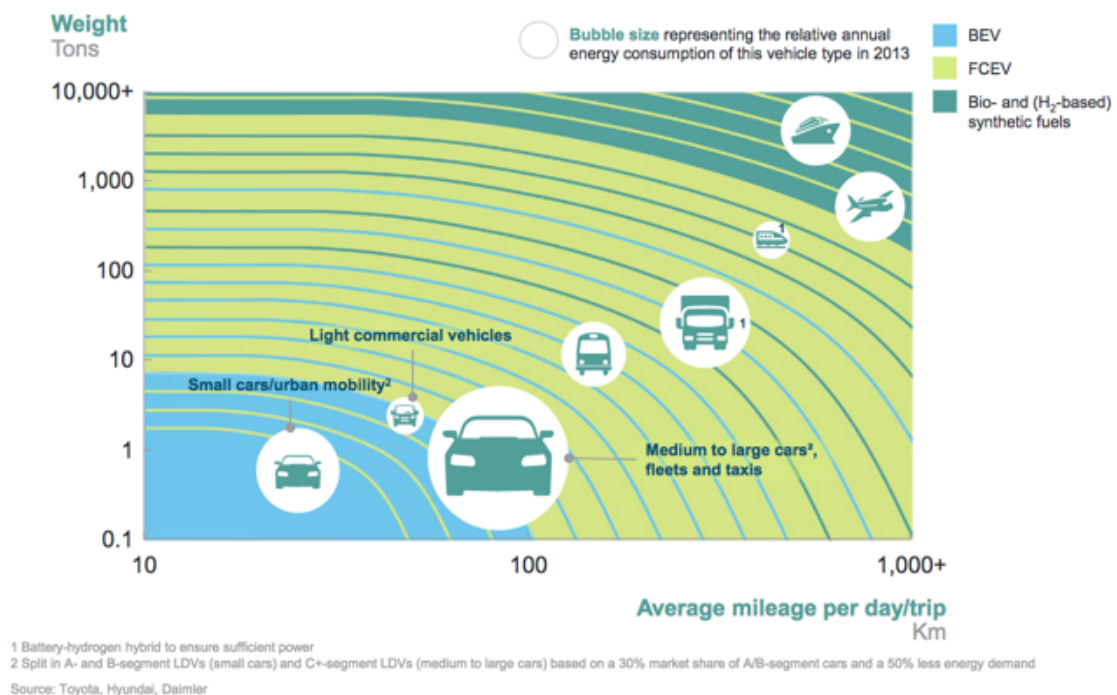 Weight
Tons
Bubble size representing the relative annual
energy consumption of this vehicle type in 2013
BEV
FCEV
Bio- and (H₂-based)
synthetic fuels
10,000+
1,000
100
10
1
0.1
10
100
1,000+
Light commercial vehicles
Small cars/urban mobility²
Medium to large cars²,
fleets and taxis
1
1
Average mileage per day/trip
Km
1 Battery-hydrogen hybrid to ensure sufficient power
2 Split in A- and B-segment LDVs (small cars) and C+-segment LDVs (medium to large cars) based on a 30% market share of A/B-segment cars and a 50% less energy demand
Source: Toyota, Hyundai, Daimler